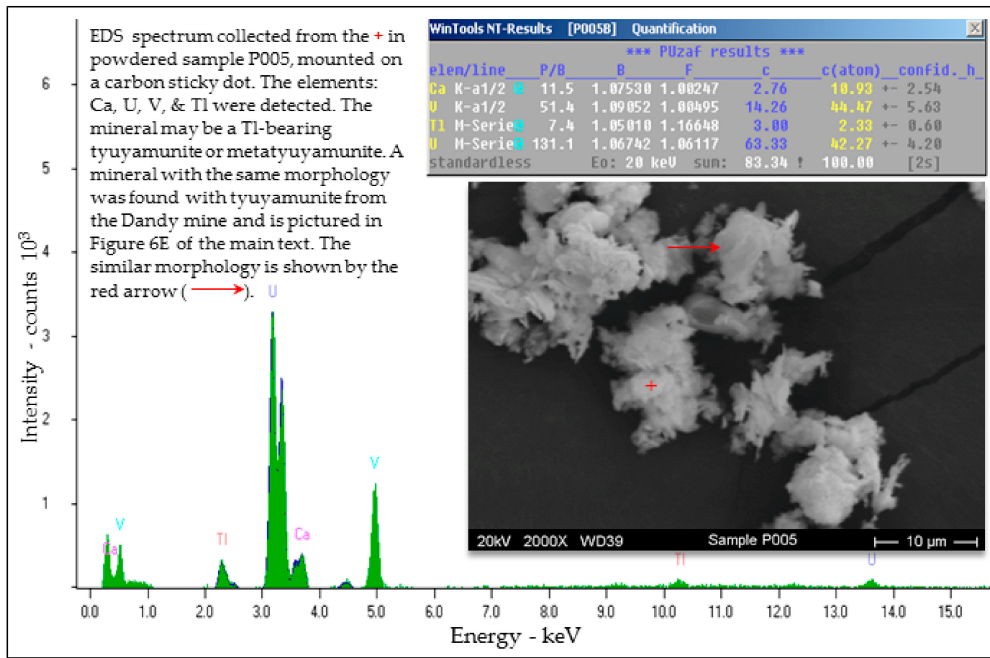 EDS spectrum collected from the + in
powdered sample P005, mounted on
a carbon sticky dot. The elements:
Ca, U, V, & Tl were detected. The
mineral may be a Tl-bearing
tyuyamunite or metatyuyamunite. A
mineral with the same morphology
was found with tyuyamunite from
the Dandy mine and is pictured in
Figure 6E of the main text. The
similar morphology is shown by the
red arrow ( ⟶ ).
WinTools NT-Results [P005B] Quantification
*** PUzaf results ***
elem/line P/B B F c c(atom) confid. h
Ca K-a1/2 @ 11.5 1.07530 1.00247 2.76 10.93 +- 2.54
V K-a1/2 51.4 1.09052 1.00495 14.26 44.47 +- 5.63
Tl M-Serie@ 7.4 1.05010 1.16648 3.00 2.33 +- 0.60
U M-Serie@ 131.1 1.06742 1.06117 63.33 42.27 +- 4.20
standardless Eo: 20 keV sum: 83.34 ! 100.00 [2s]
20kV 2000X WD39 Sample P005 10 µm
Intensity - counts 10³
6
5
4
3
2
1
Ca V Tl U Ca V Tl U
0.0 1.0 2.0 3.0 4.0 5.0 6.0 7.0 8.0 9.0 10.0 11.0 12.0 13.0 14.0 15.0
Energy - keV